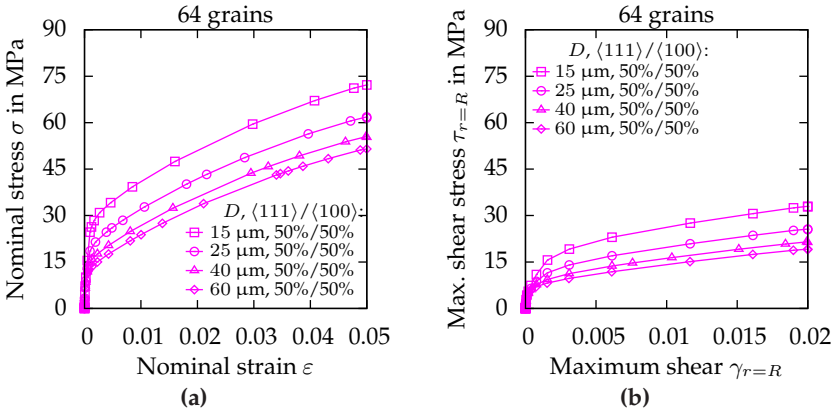 64 grains
Nominal stress σ in MPa
90
75
60
45
30
15
0
D, ⟨111⟩/⟨100⟩:
15 µm, 50%/50%
25 µm, 50%/50%
40 µm, 50%/50%
60 µm, 50%/50%
0 0.01 0.02 0.03 0.04 0.05
Nominal strain ε
(a)
64 grains
Max. shear stress τr=R in MPa
90
75
60
45
30
15
0
D, ⟨111⟩/⟨100⟩:
15 µm, 50%/50%
25 µm, 50%/50%
40 µm, 50%/50%
60 µm, 50%/50%
0 0.005 0.01 0.015 0.02
Maximum shear γr=R
(b)